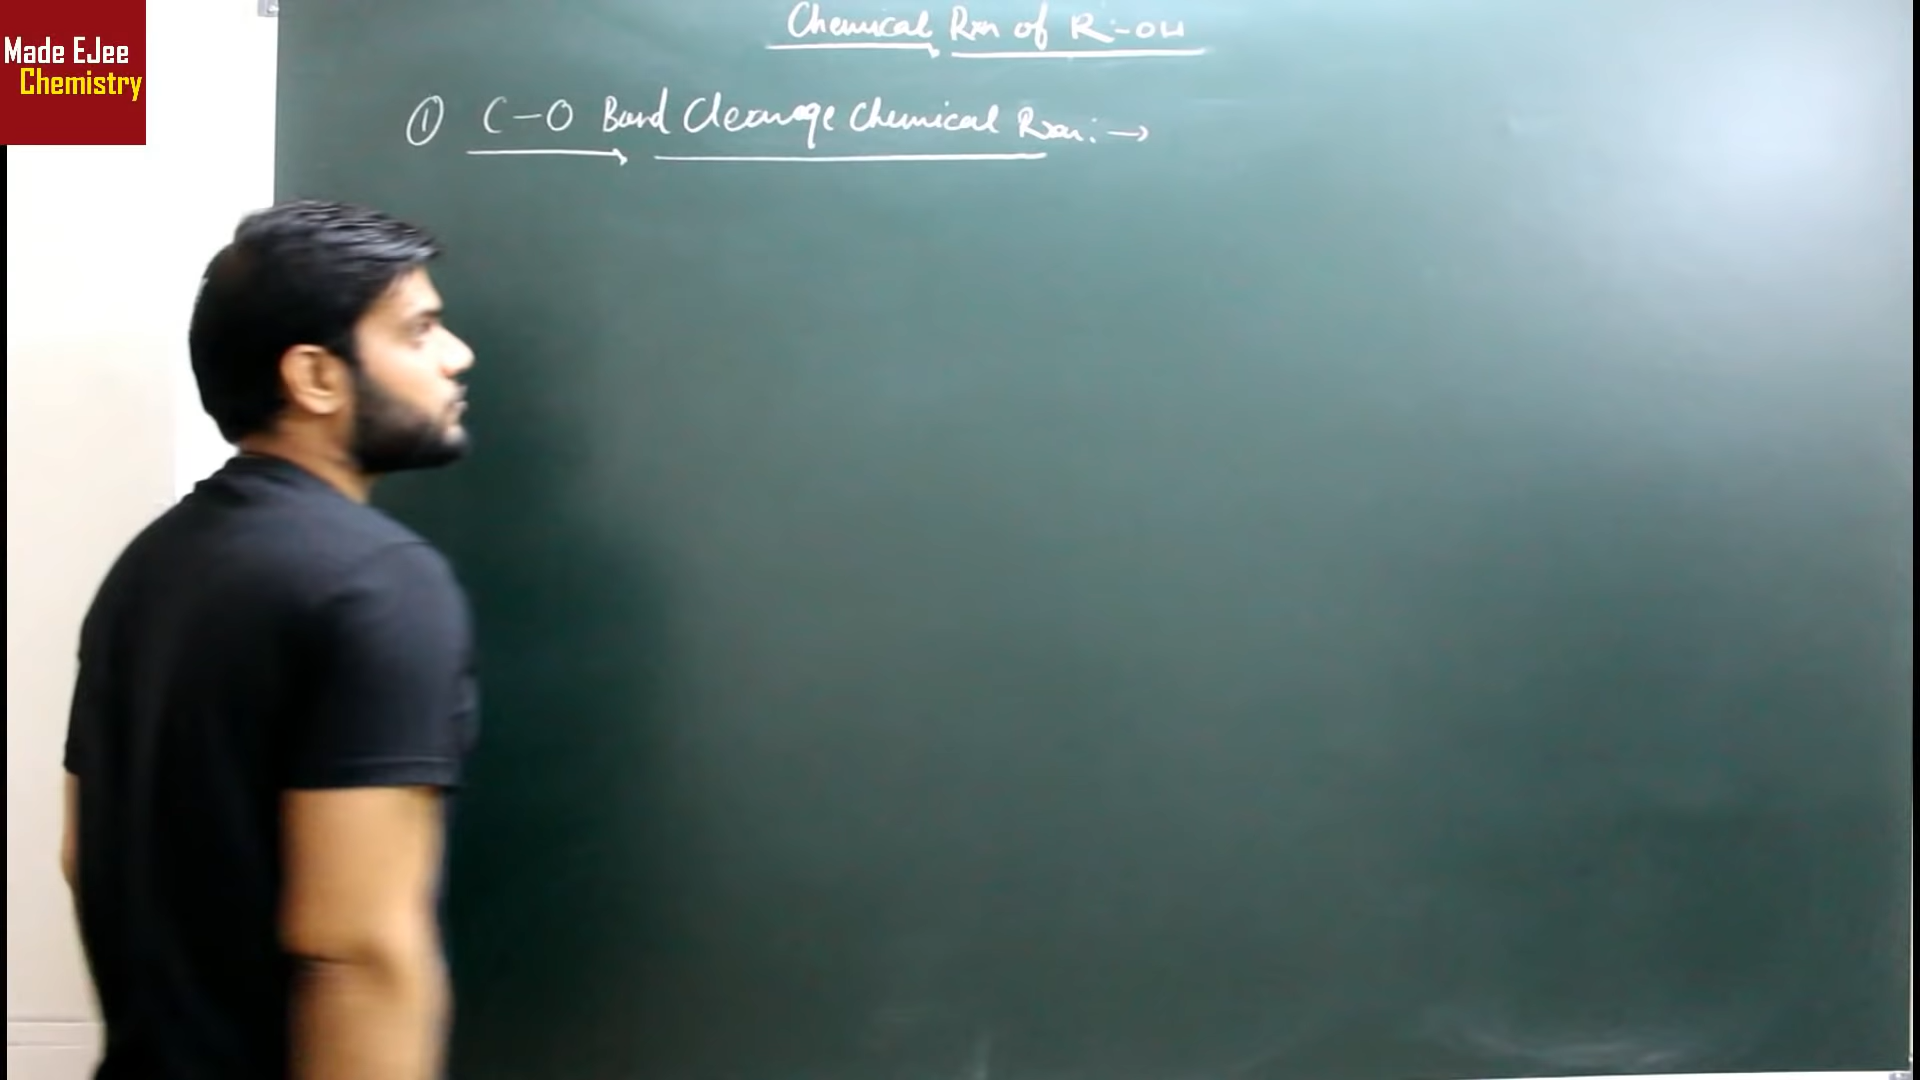 Made EJee
Chemistry
Chemical Rxn of R-OH
① C-O Bond Cleavage Chemical Rxn:→